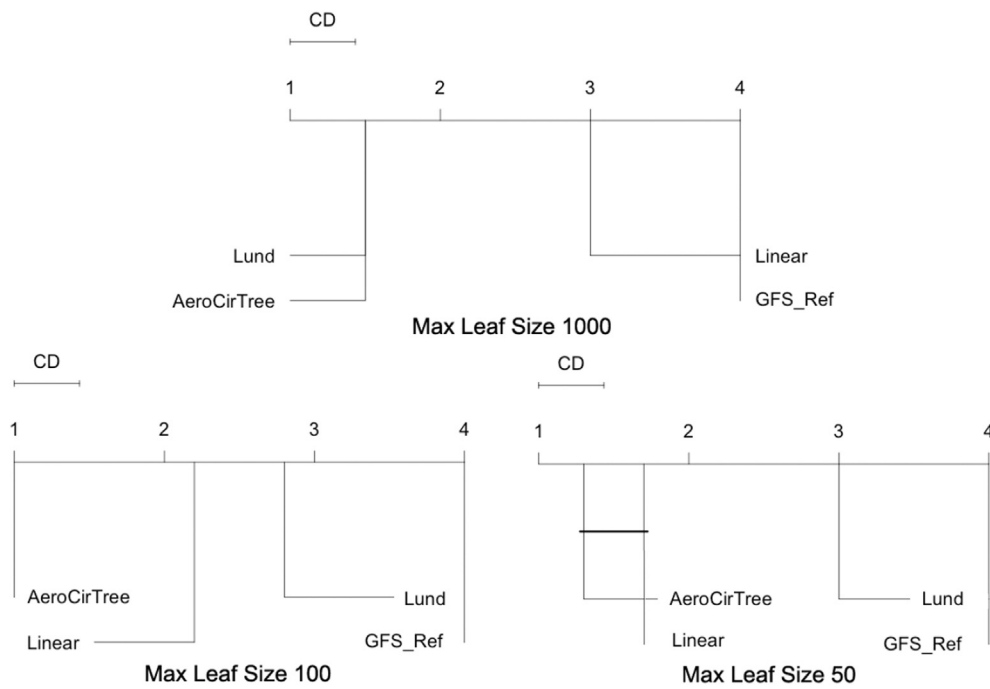 CD
1 2 3 4
Lund Linear
AeroCirTree GFS_Ref
Max Leaf Size 1000
CD
1 2 3 4
AeroCirTree Lund
Linear GFS_Ref
Max Leaf Size 100
CD
1 2 3 4
AeroCirTree Lund
Linear GFS_Ref
Max Leaf Size 50